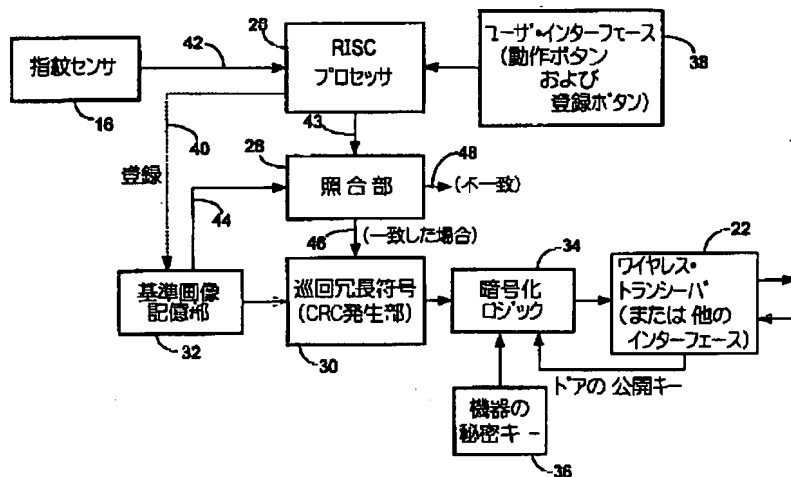 指紋センサ
16
42
26
RISC
プロセッサ
ユーザ・インターフェース
(動作ボタン
および
登録ボタン)
38
40
43
登録
28
照合部
48
(不一致)
44
46
(一致した場合)
基準画像
記憶部
32
巡回冗長符号
(CRC発生部)
30
34
暗号化
ロジック
22
ワイヤレス・
トランシーバ
(または他の
インターフェース)
ドアの公開キー
機器の
秘密キー
36